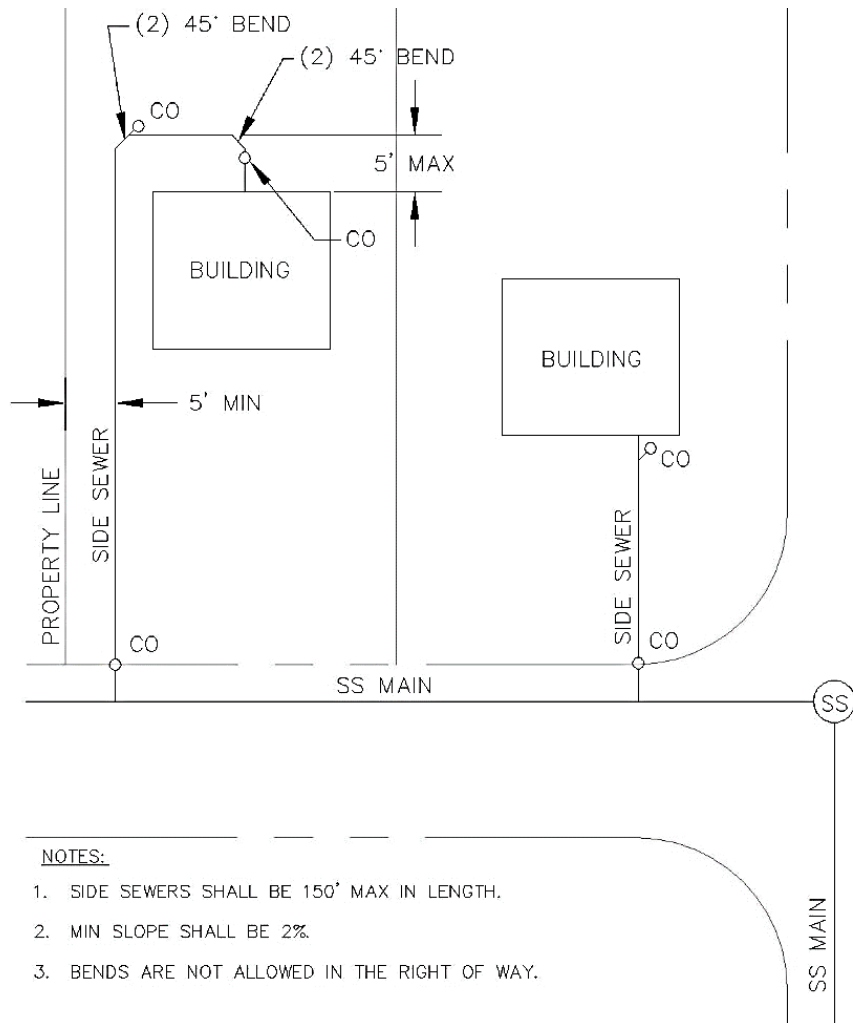 (2) 45° BEND
(2) 45° BEND
CO
5' MAX
CO
BUILDING
BUILDING
5' MIN
CO
PROPERTY LINE
SIDE SEWER
SIDE SEWER
CO
CO
SS MAIN
SS
SS MAIN
NOTES:
1. SIDE SEWERS SHALL BE 150' MAX IN LENGTH.
2. MIN SLOPE SHALL BE 2%.
3. BENDS ARE NOT ALLOWED IN THE RIGHT OF WAY.